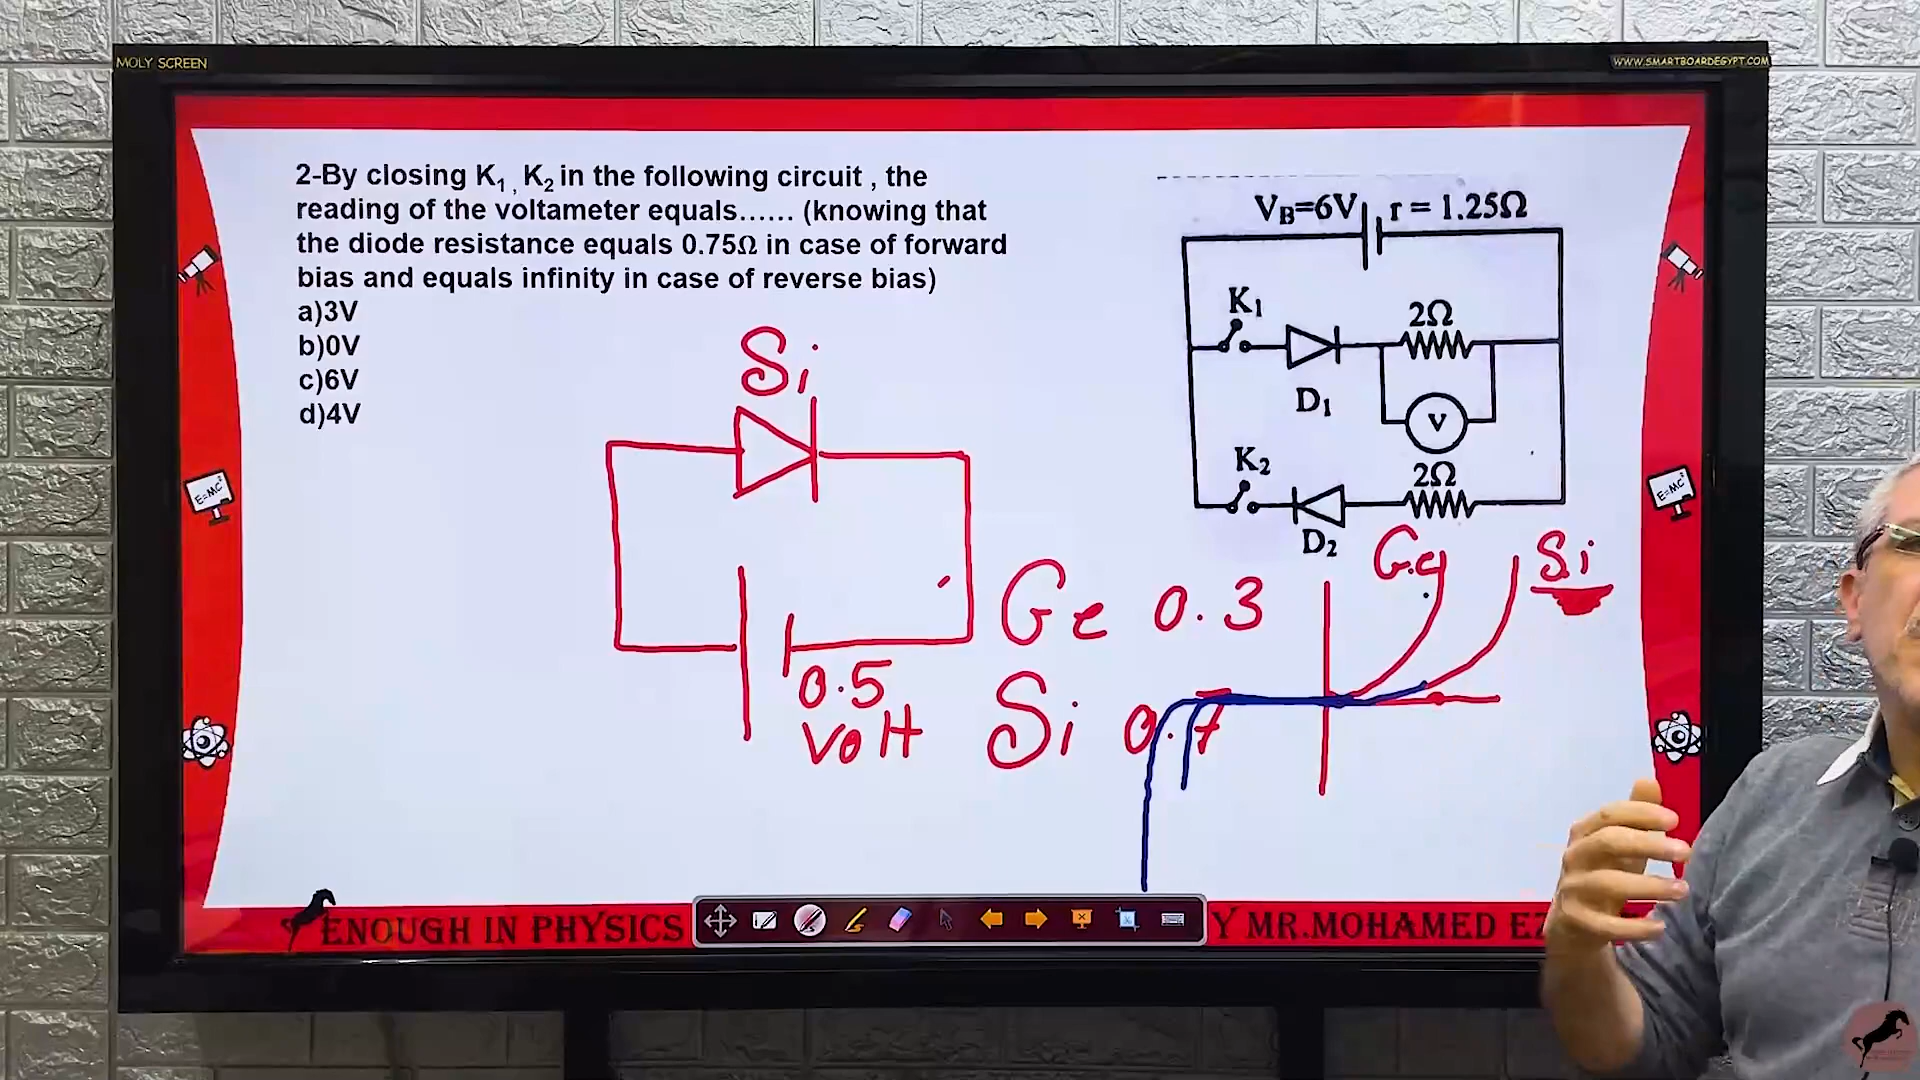 MOLY SCREEN
WWW.SMARTBOARDEGYPT.COM
2-By closing K1 , K2 in the following circuit , the
reading of the voltameter equals...... (knowing that
the diode resistance equals 0.75Ω in case of forward
bias and equals infinity in case of reverse bias)
a)3V
b)0V
c)6V
d)4V
VB=6V r = 1.25Ω
K1
2Ω
D1
V
K2
2Ω
D2
Si
0.5
volt
Ge 0.3
Si 0.7
Ge
Si
E=MC²
E=MC²
ENOUGH IN PHYSICS
Y MR.MOHAMED EZ